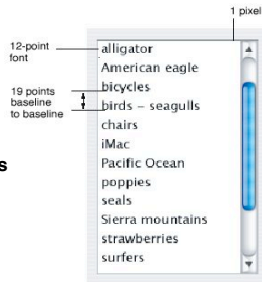 1 pixel
12-point
font
19 points
baseline
to baseline
s
alligator
American eagle
bicycles
birds – seagulls
chairs
iMac
Pacific Ocean
poppies
seals
Sierra mountains
strawberries
surfers